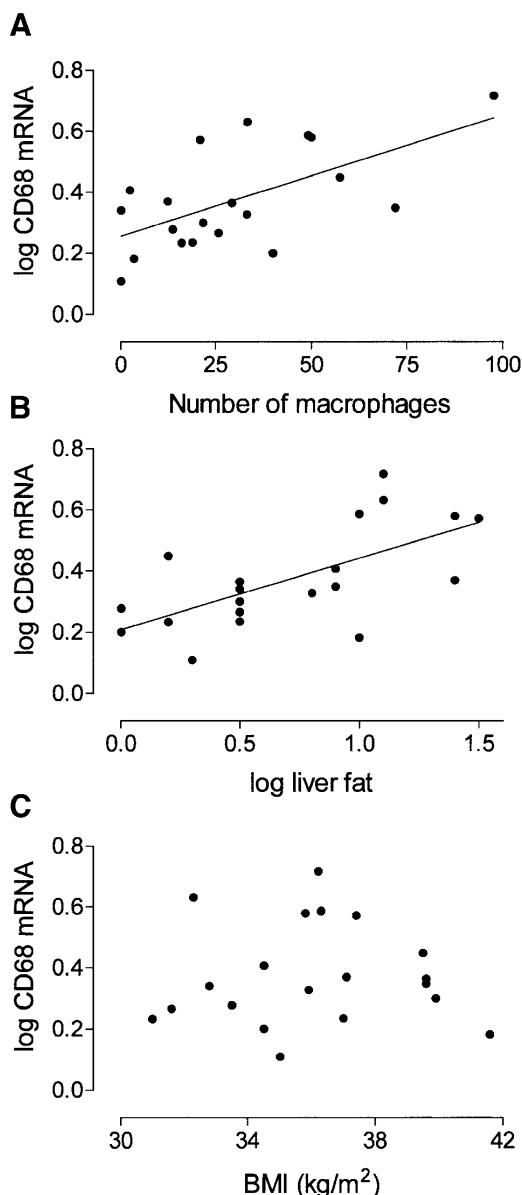 A
log CD68 mRNA
0.8
0.6
0.4
0.2
0.0
0 25 50 75 100
Number of macrophages
B
log CD68 mRNA
0.8
0.6
0.4
0.2
0.0
0.0 0.5 1.0 1.5
log liver fat
C
log CD68 mRNA
0.8
0.6
0.4
0.2
0.0
30 34 38 42
BMI (kg/m²)